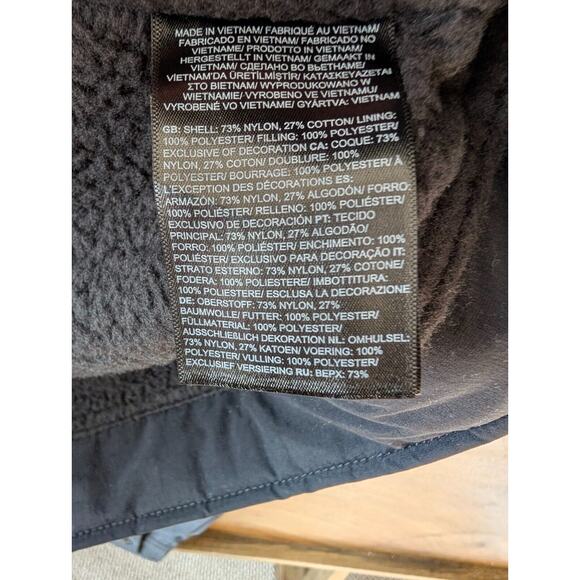 MADE IN VIETNAM/ FABRIQUÉ AU VIETNAM/
FABRICADO EN VIETNAM/ FABRICADO NO
VIETNAME/ PRODOTTO IN VIETNAM/
HERGESTELLT IN VIETNAM/ GEMAAKT IN
VIETNAM/ СДЕЛАНО ВО ВЬЕТНАМЕ/
VİETNAM'DA ÜRETİLMİŞTİR/ ΚΑΤΑΣΚΕΥΑΖΕΤΑΙ
ΣΤΟ ΒΙΕΤΝΑΜ/ WYPRODUKOWANO W
WIETNAMIE/ VYROBENO VE VIETNAMU/
VYROBENÉ VO VIETNAME/ GYÁRTVA: VIETNAM
GB: SHELL: 73% NYLON, 27% COTTON/ LINING:
100% POLYESTER/ FILLING: 100% POLYESTER/
EXCLUSIVE OF DECORATION CA: COQUE: 73%
NYLON, 27% COTON/ DOUBLURE: 100%
POLYESTER/ BOURRAGE: 100% POLYESTER/ À
L'EXCEPTION DES DÉCORATIONS ES:
ARMAZÓN: 73% NYLON, 27% ALGODÓN/ FORRO:
100% POLIÉSTER/ RELLENO: 100% POLIÉSTER/
EXCLUSIVO DE DECORACIÓN PT: TECIDO
PRINCIPAL: 73% NYLON, 27% ALGODÃO/
FORRO: 100% POLIÉSTER/ ENCHIMENTO: 100%
POLIÉSTER/ EXCLUSIVO PARA DECORAÇÃO IT:
STRATO ESTERNO: 73% NYLON, 27% COTONE/
FODERA: 100% POLIESTERE/ IMBOTTITURA:
100% POLIESTERE/ ESCLUSA LA DECORAZIONE
DE: OBERSTOFF: 73% NYLON, 27%
BAUMWOLLE/ FUTTER: 100% POLYESTER/
FÜLLMATERIAL: 100% POLYESTER/
AUSSCHLIEẞLICH DEKORATION NL: OMHULSEL:
73% NYLON, 27% KATOEN/ VOERING: 100%
POLYESTER/ VULLING: 100% POLYESTER/
EXCLUSIEF VERSIERING RU: ВЕРХ: 73%